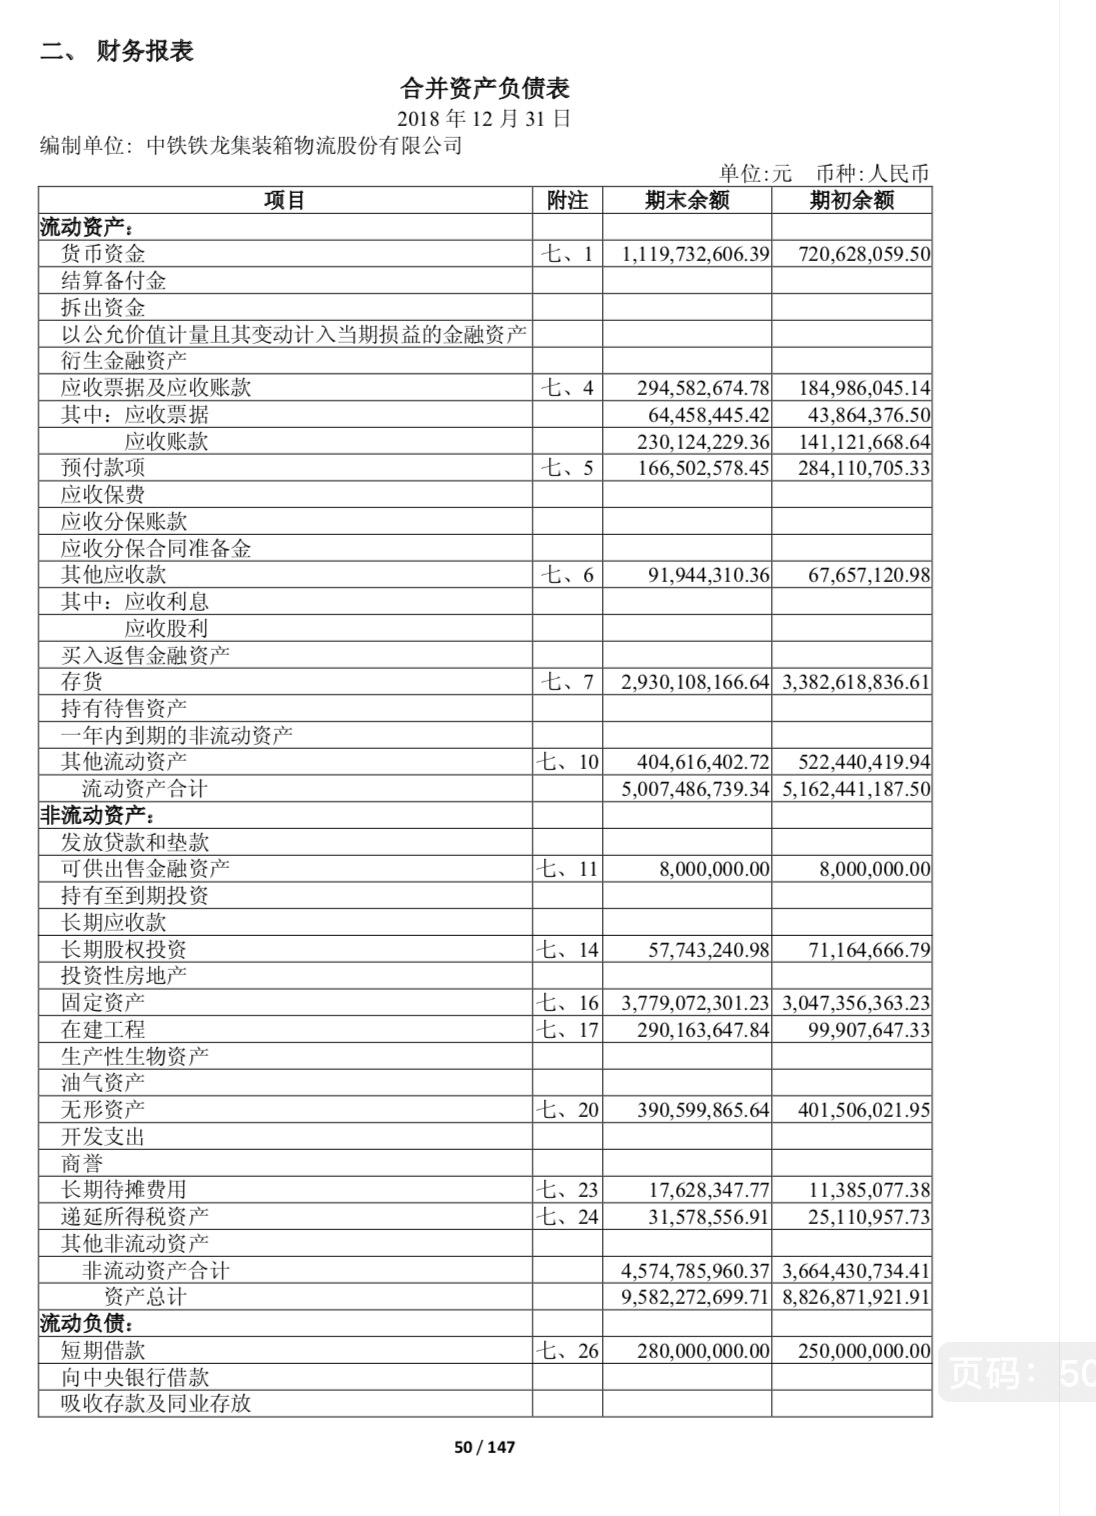 二、 财务报表
合并资产负债表
2018 年 12 月 31 日
编制单位：中铁铁龙集装箱物流股份有限公司
单位:元 币种:人民币
项目 附注 期末余额 期初余额
流动资产：
货币资金 七、1 1,119,732,606.39 720,628,059.50
结算备付金
拆出资金
以公允价值计量且其变动计入当期损益的金融资产
衍生金融资产
应收票据及应收账款 七、4 294,582,674.78 184,986,045.14
其中：应收票据 64,458,445.42 43,864,376.50
应收账款 230,124,229.36 141,121,668.64
预付款项 七、5 166,502,578.45 284,110,705.33
应收保费
应收分保账款
应收分保合同准备金
其他应收款 七、6 91,944,310.36 67,657,120.98
其中：应收利息
应收股利
买入返售金融资产
存货 七、7 2,930,108,166.64 3,382,618,836.61
持有待售资产
一年内到期的非流动资产
其他流动资产 七、10 404,616,402.72 522,440,419.94
流动资产合计 5,007,486,739.34 5,162,441,187.50
非流动资产：
发放贷款和垫款
可供出售金融资产 七、11 8,000,000.00 8,000,000.00
持有至到期投资
长期应收款
长期股权投资 七、14 57,743,240.98 71,164,666.79
投资性房地产
固定资产 七、16 3,779,072,301.23 3,047,356,363.23
在建工程 七、17 290,163,647.84 99,907,647.33
生产性生物资产
油气资产
无形资产 七、20 390,599,865.64 401,506,021.95
开发支出
商誉
长期待摊费用 七、23 17,628,347.77 11,385,077.38
递延所得税资产 七、24 31,578,556.91 25,110,957.73
其他非流动资产
非流动资产合计 4,574,785,960.37 3,664,430,734.41
资产总计 9,582,272,699.71 8,826,871,921.91
流动负债：
短期借款 七、26 280,000,000.00 250,000,000.00
向中央银行借款
吸收存款及同业存放
页码：50
50 / 147